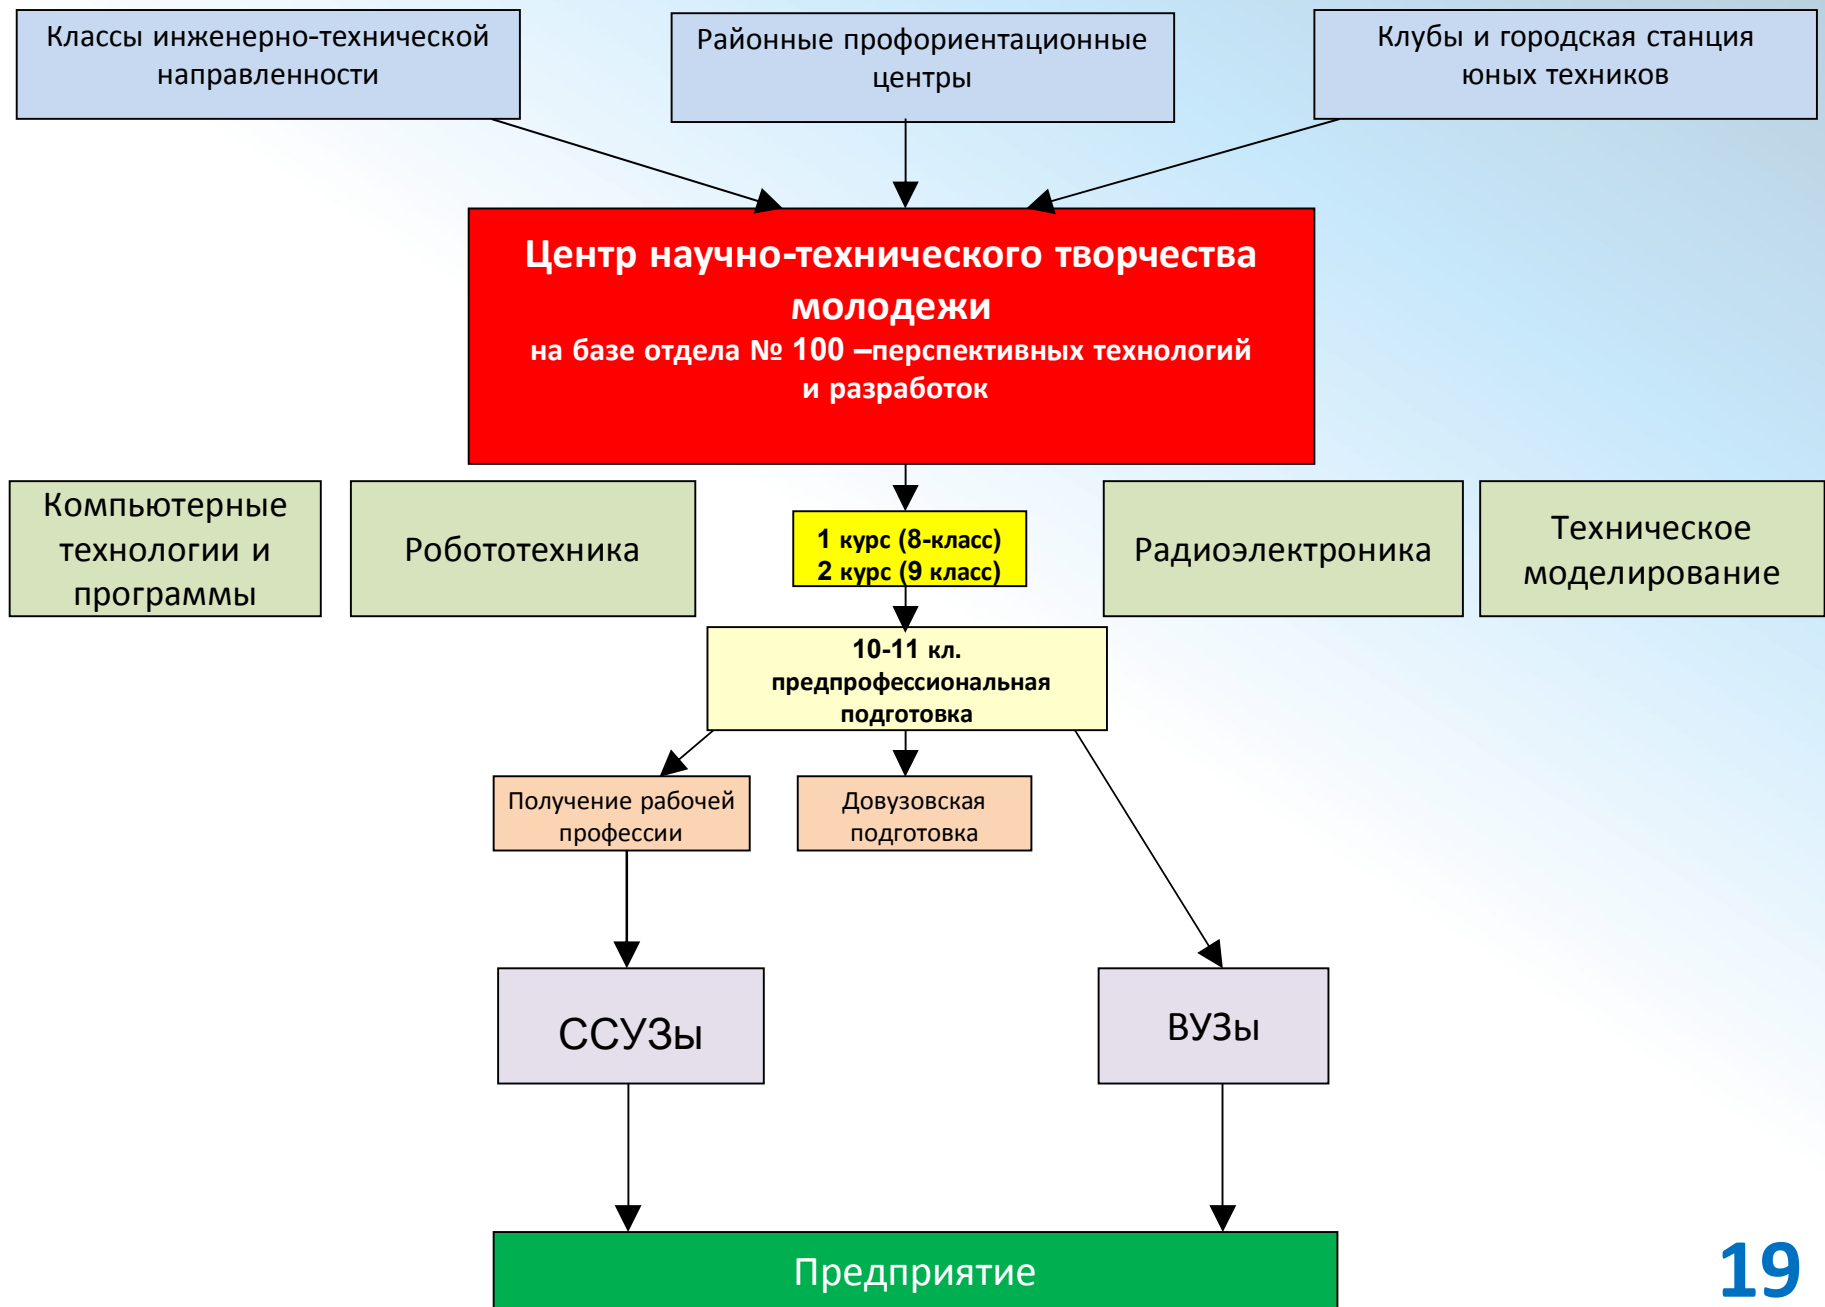 Классы инженерно-технической
направленности
Районные профориентационные
центры
Клубы и городская станция
юных техников
Центр научно-технического творчества
молодежи
на базе отдела № 100 –перспективных технологий
и разработок
Компьютерные
технологии и
программы
Робототехника
1 курс (8-класс)
2 курс (9 класс)
Радиоэлектроника
Техническое
моделирование
10-11 кл.
предпрофессиональная
подготовка
Получение рабочей
профессии
Довузовская
подготовка
ССУЗы
ВУЗы
Предприятие
19